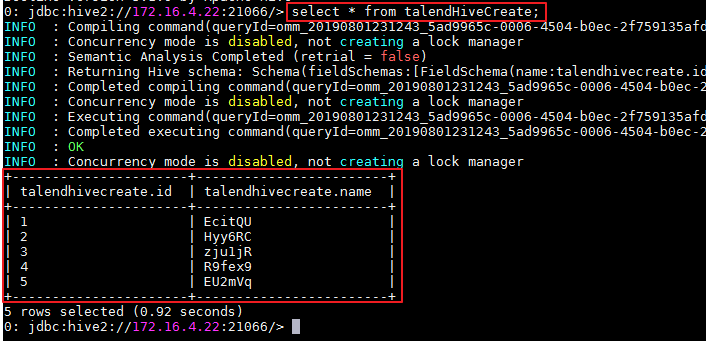 0: jdbc:hive2://172.16.4.22:21066/> select * from talendHiveCreate;
INFO  : Compiling command(queryId=omm_20190801231243_5ad9965c-0006-4504-b0ec-2f759135afd
INFO  : Concurrency mode is disabled, not creating a lock manager
INFO  : Semantic Analysis Completed (retrial = false)
INFO  : Returning Hive schema: Schema(fieldSchemas:[FieldSchema(name:talendhivecreate.id
INFO  : Completed compiling command(queryId=omm_20190801231243_5ad9965c-0006-4504-b0ec-2
INFO  : Concurrency mode is disabled, not creating a lock manager
INFO  : Executing command(queryId=omm_20190801231243_5ad9965c-0006-4504-b0ec-2f759135afd
INFO  : Completed executing command(queryId=omm_20190801231243_5ad9965c-0006-4504-b0ec-2
INFO  : OK
INFO  : Concurrency mode is disabled, not creating a lock manager
+----------------------+------------------------+
| talendhivecreate.id  | talendhivecreate.name  |
+----------------------+------------------------+
| 1                    | EcitQU                 |
| 2                    | Hyy6RC                 |
| 3                    | zju1jR                 |
| 4                    | R9fex9                 |
| 5                    | EU2mVq                 |
+----------------------+------------------------+
5 rows selected (0.92 seconds)
0: jdbc:hive2://172.16.4.22:21066/>